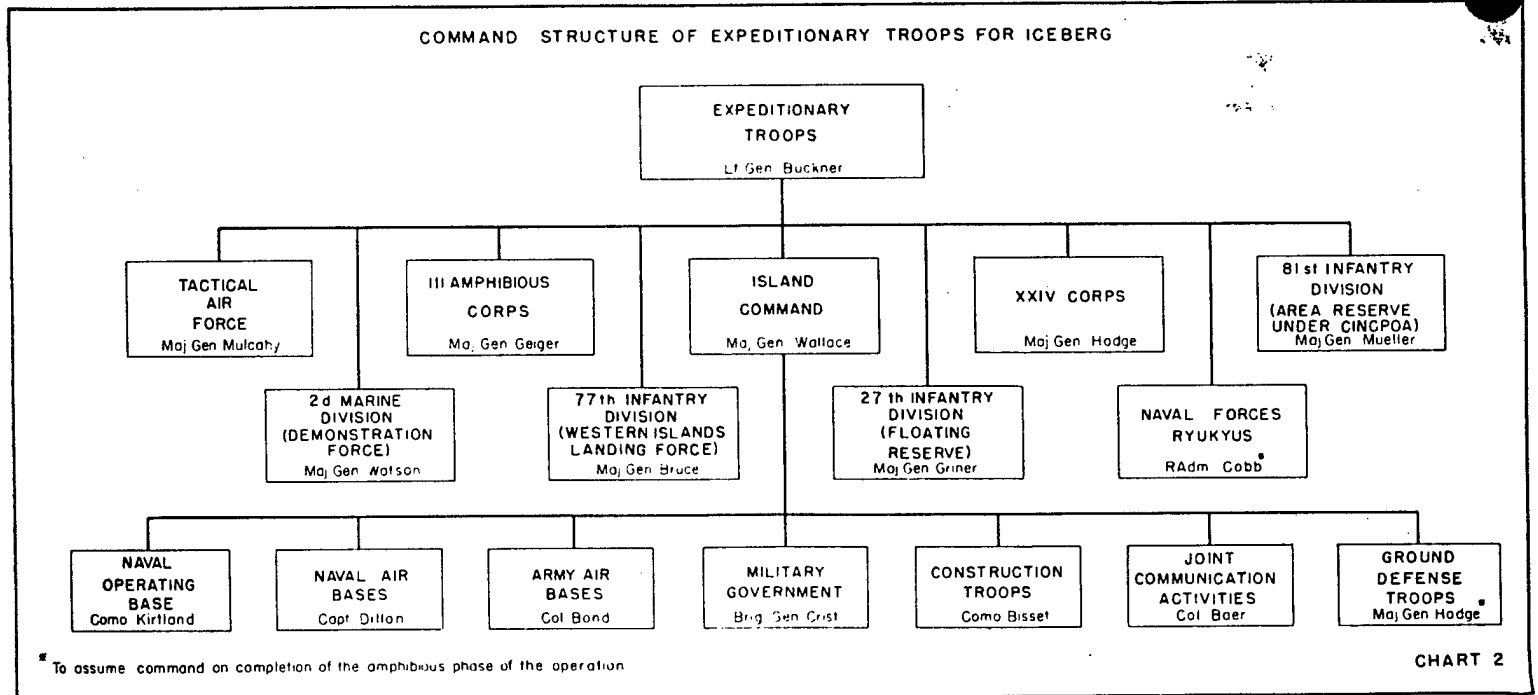 COMMAND STRUCTURE OF EXPEDITIONARY TROOPS FOR ICEBERG
EXPEDITIONARY
TROOPS
Lt Gen Buckner
TACTICAL
AIR
FORCE
Maj Gen Mulcahy
III AMPHIBIOUS
CORPS
Maj Gen Geiger
ISLAND
COMMAND
Maj Gen Wallace
XXIV CORPS
Maj Gen Hodge
81st INFANTRY
DIVISION
(AREA RESERVE
UNDER CINCPOA)
Maj Gen Mueller
2d MARINE
DIVISION
(DEMONSTRATION
FORCE)
Maj Gen Watson
77th INFANTRY
DIVISION
(WESTERN ISLANDS
LANDING FORCE)
Maj Gen Bruce
27th INFANTRY
DIVISION
(FLOATING
RESERVE)
Maj Gen Griner
NAVAL FORCES
RYUKYUS
RAdm Cobb*
NAVAL
OPERATING
BASE
Como Kirtland
NAVAL AIR
BASES
Capt Dillon
ARMY AIR
BASES
Col Bond
MILITARY
GOVERNMENT
Brig Gen Crist
CONSTRUCTION
TROOPS
Como Bisset
JOINT
COMMUNICATION
ACTIVITIES
Col Baer
GROUND
DEFENSE
TROOPS
Maj Gen Hodge*
* To assume command on completion of the amphibious phase of the operation
CHART 2